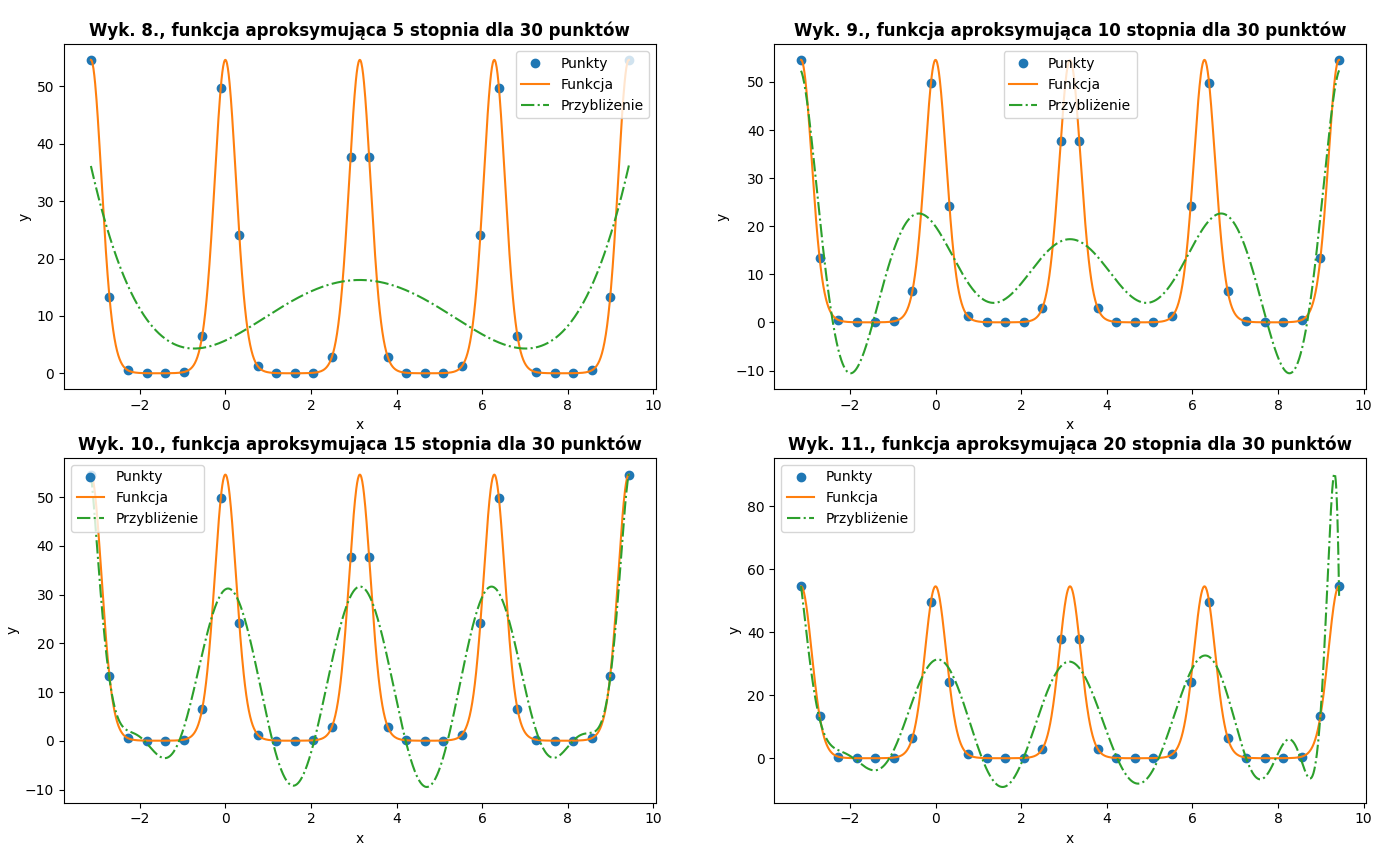 Wyk. 8., funkcja aproksymująca 5 stopnia dla 30 punktów
Punkty
Funkcja
Przybliżenie
y
50
40
30
20
10
0
−2
0
2
4
6
8
10
x
Wyk. 9., funkcja aproksymująca 10 stopnia dla 30 punktów
Punkty
Funkcja
Przybliżenie
y
50
40
30
20
10
0
−10
−2
0
2
4
6
8
10
x
Wyk. 10., funkcja aproksymująca 15 stopnia dla 30 punktów
Punkty
Funkcja
Przybliżenie
y
50
40
30
20
10
0
−10
−2
0
2
4
6
8
10
x
Wyk. 11., funkcja aproksymująca 20 stopnia dla 30 punktów
Punkty
Funkcja
Przybliżenie
y
80
60
40
20
0
−2
0
2
4
6
8
10
x